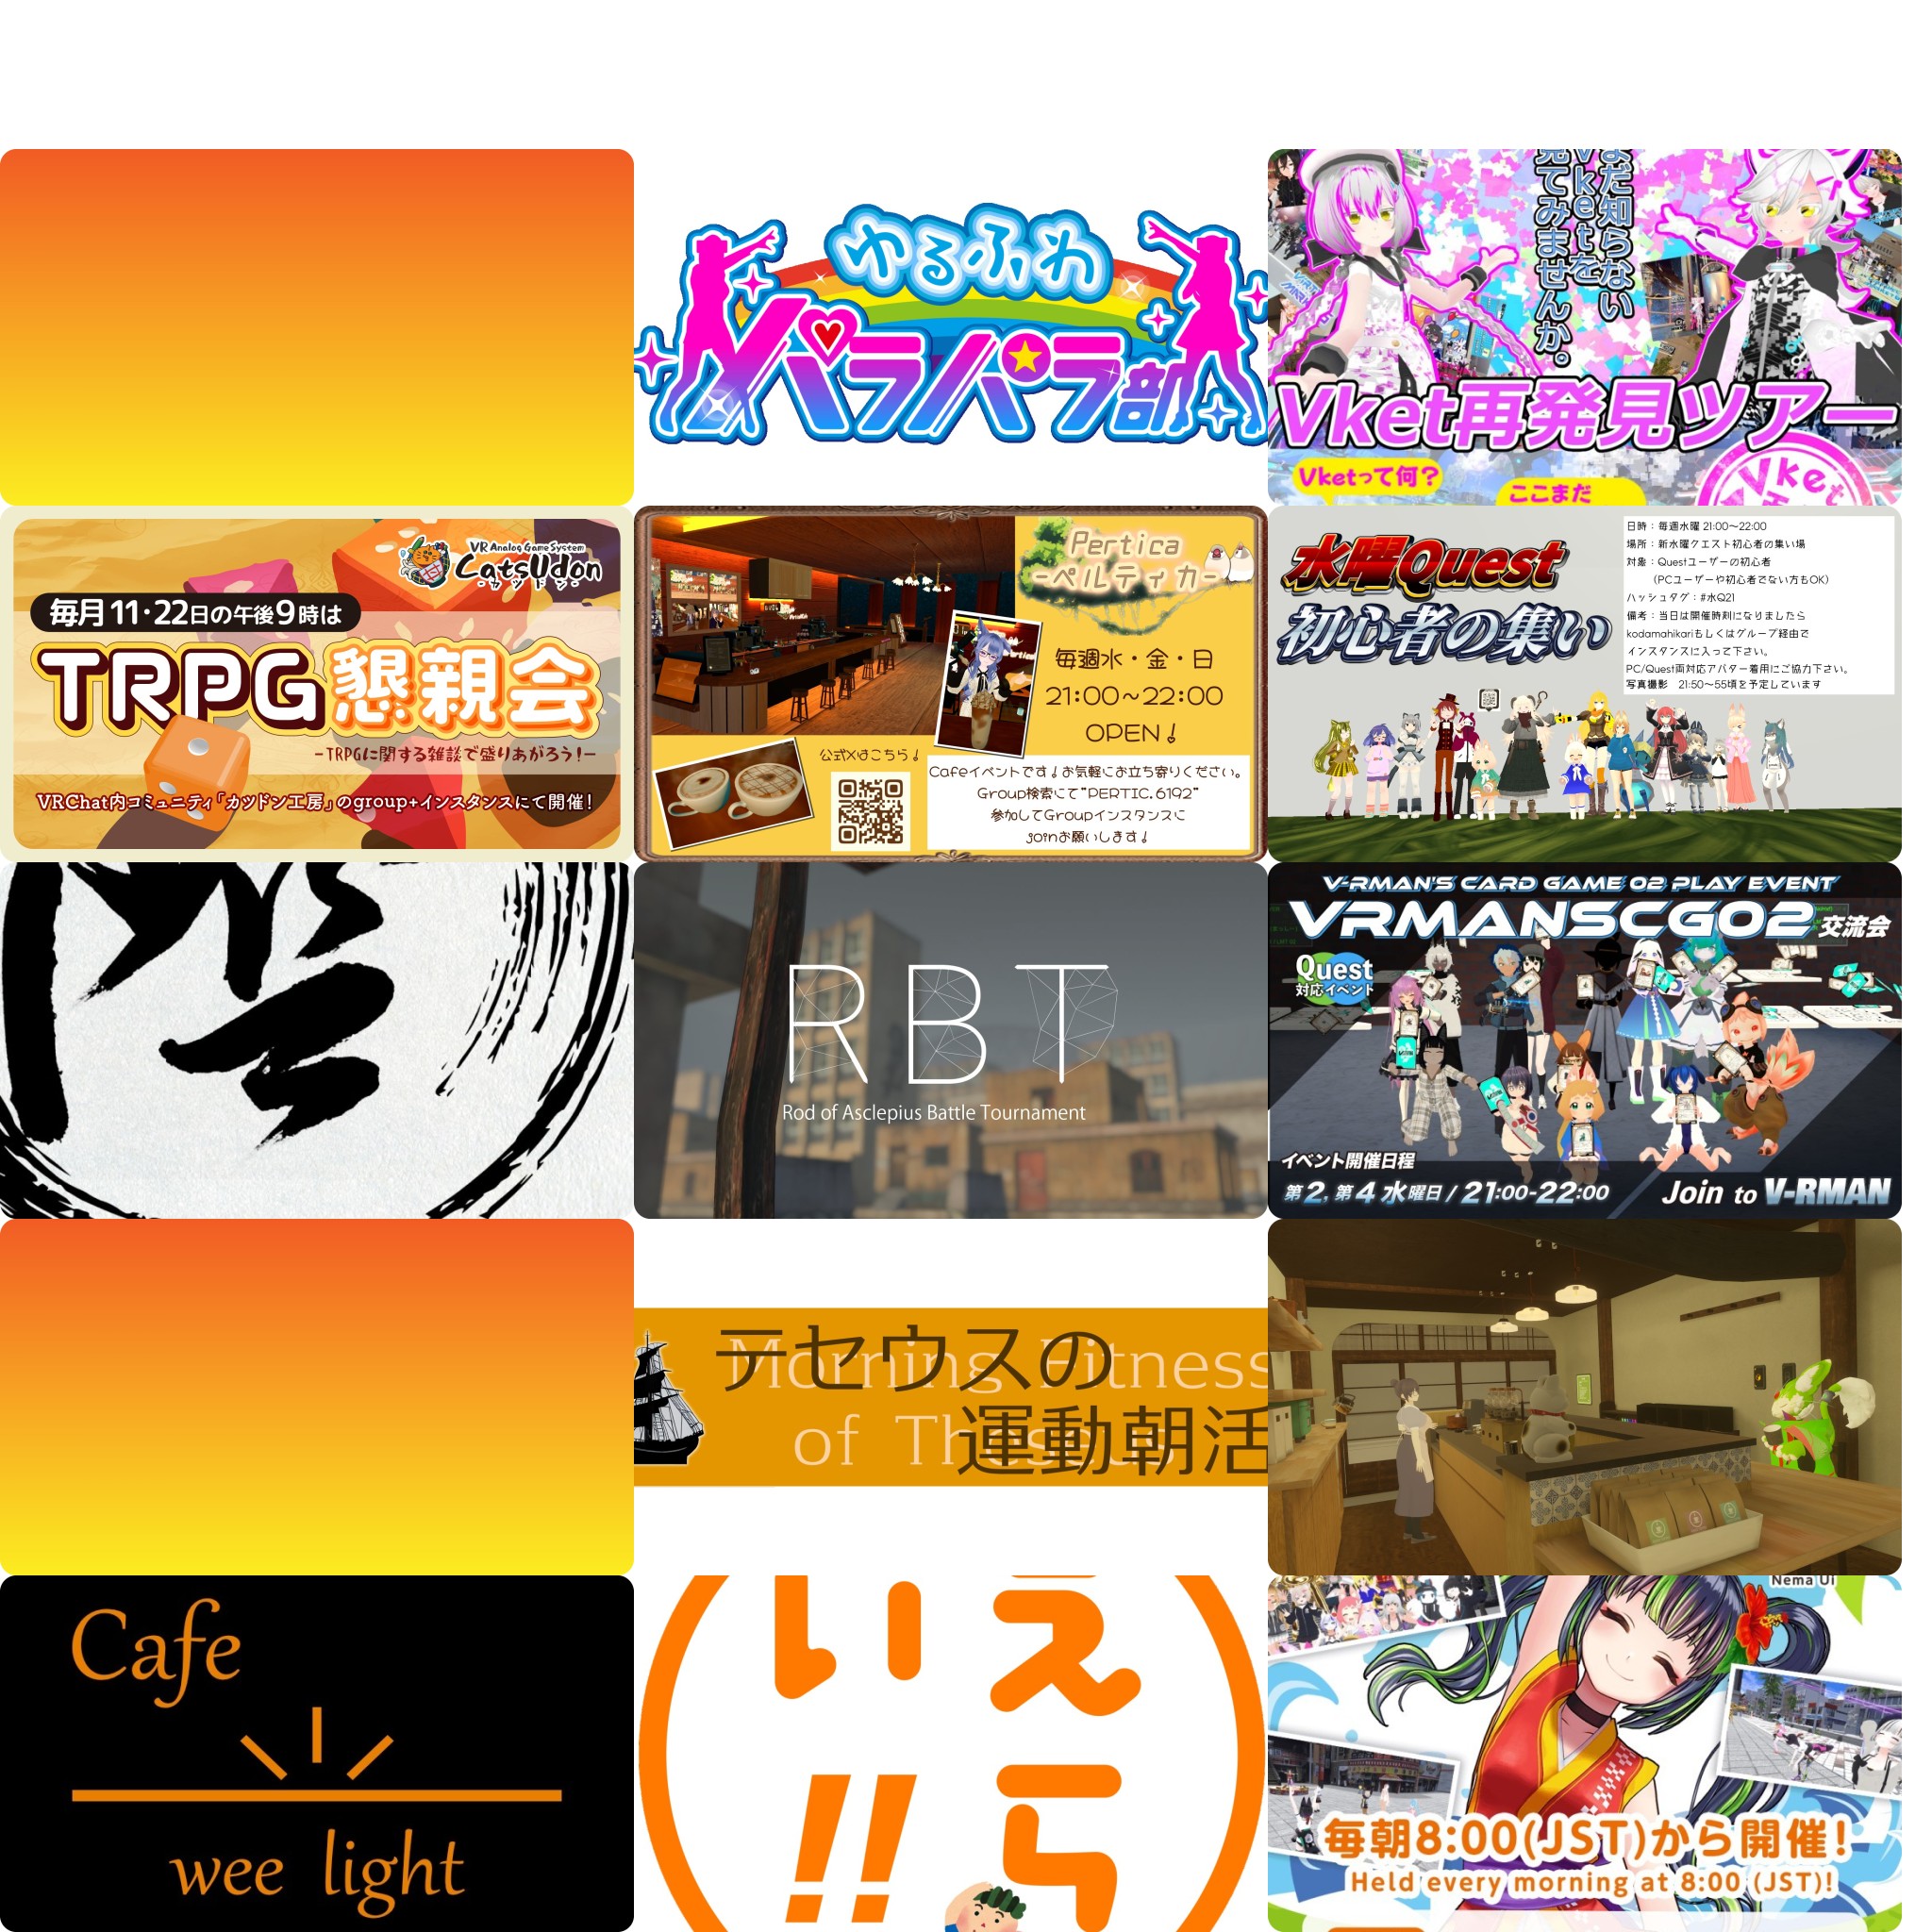 ゆるふわ
パラパラ部
まだ知らない
Vketを
見てみませんか。
Vket再発見ツアー
Vketって何?
ここまだ
Vket
VR Analog Game System
CatsUdon
-カツドン-
毎月11・22日の午後9時は
TRPG懇親会
-TRPGに関する雑談で盛りあがろう!-
VRChat内コミュニティ「カツドン工房」のgroup+インスタンスにて開催!
Pertica
-ペルティカ-
毎週水・金・日
21:00~22:00
OPEN!
公式Xはこちら!
Cafeイベントです!お気軽にお立ち寄りください。
Group検索にて"PERTIC.6192"
参加してGroupインスタンスに
joinお願いします!
水曜Quest
初心者の集い
日時:毎週水曜 21:00~22:00
場所:新水曜クエスト初心者の集い場
対象:Questユーザーの初心者
(PCユーザーや初心者でない方もOK)
ハッシュタグ:#水Q21
備考:当日は開催時刻になりましたら
kodamahikariもしくはグループ経由で
インスタンスに入って下さい。
PC/Quest両対応アバター着用にご協力下さい。
写真撮影 21:50~55頃を予定しています
RBT
Rod of Asclepius Battle Tournament
V-RMAN'S CARD GAME 02 PLAY EVENT
VRMANSCG02交流会
Quest
対応イベント
イベント開催日程
第2,第4水曜日/21:00-22:00
Join to V-RMAN
テセウスの
運動朝活
Morning Fitness
of Theseus
Cafe
wee light
えら
い!!
Nema Ui
毎朝8:00(JST)から開催!
Held every morning at 8:00 (JST)!